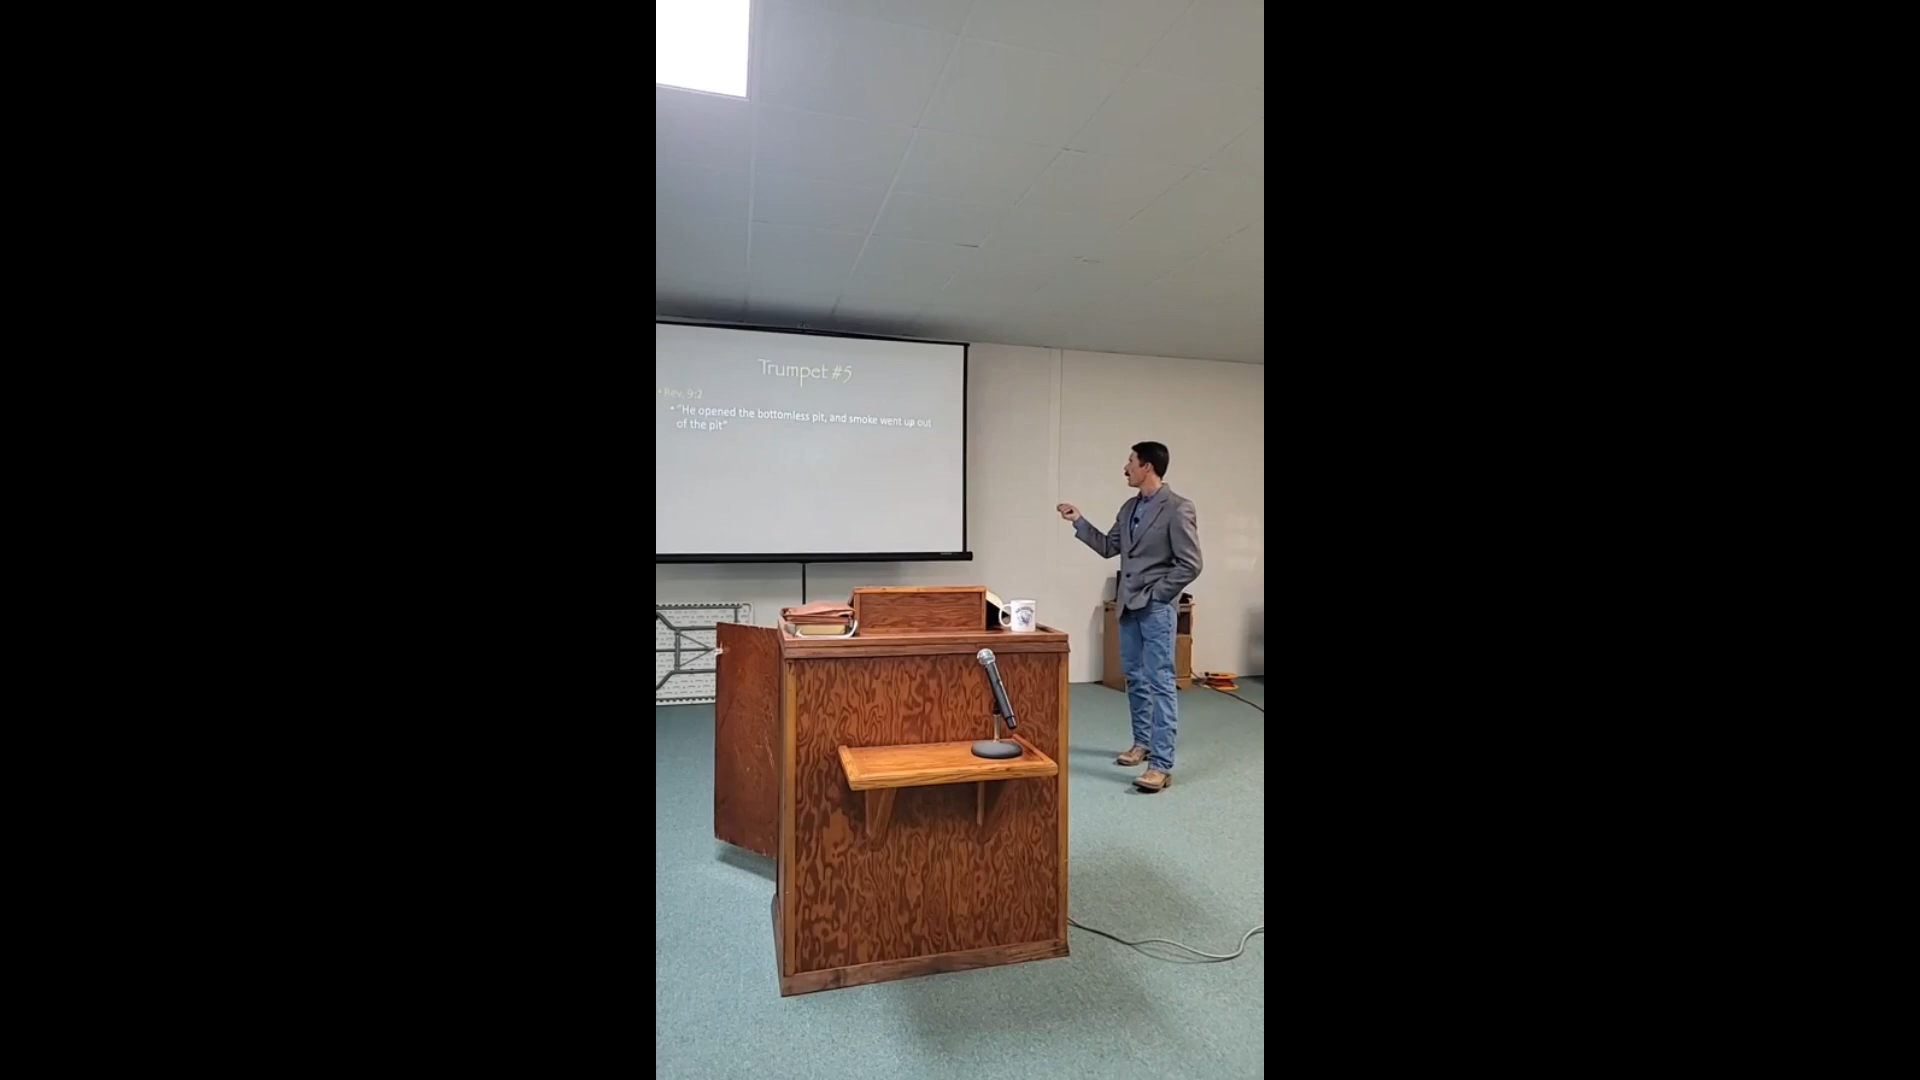 Trumpet #5
• Rev. 9:2
• "He opened the bottomless pit, and smoke went up out
of the pit"